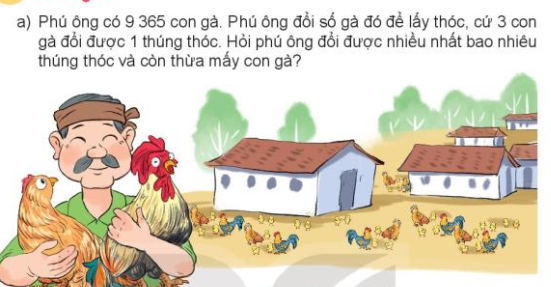 a) Phú ông có 9 365 con gà. Phú ông đổi số gà đó để lấy thóc, cứ 3 con
gà đổi được 1 thúng thóc. Hỏi phú ông đổi được nhiều nhất bao nhiêu
thúng thóc và còn thừa mấy con gà?